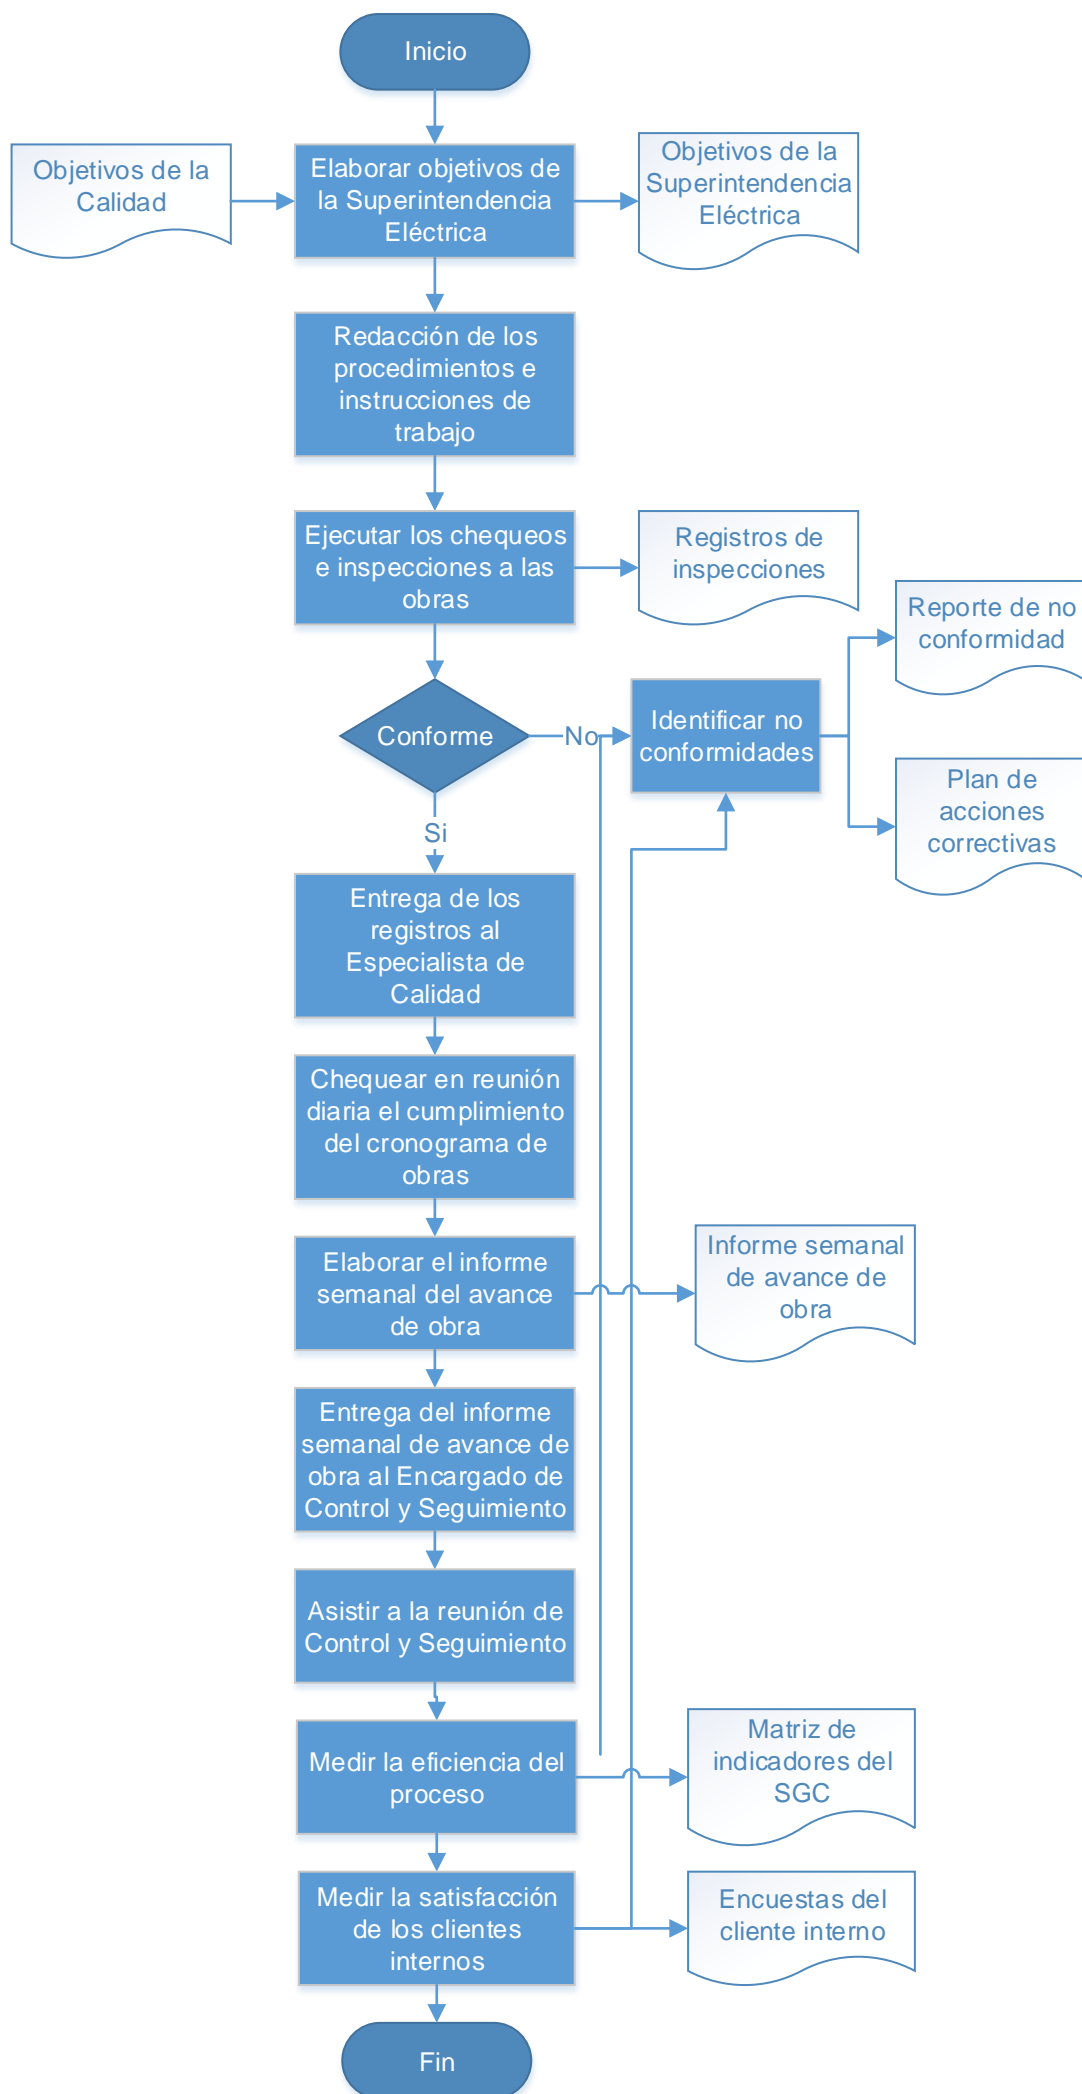 Inicio
Objetivos de la
Calidad
Elaborar objetivos de
la Superintendencia
Eléctrica
Objetivos de la
Superintendencia
Eléctrica
Redacción de los
procedimientos e
instrucciones de
trabajo
Ejecutar los chequeos
e inspecciones a las
obras
Registros de
inspecciones
Reporte de no
conformidad
Conforme
No
Identificar no
conformidades
Plan de
acciones
correctivas
Si
Entrega de los
registros al
Especialista de
Calidad
Chequear en reunión
diaria el cumplimiento
del cronograma de
obras
Elaborar el informe
semanal del avance
de obra
Informe semanal
de avance de
obra
Entrega del informe
semanal de avance de
obra al Encargado de
Control y Seguimiento
Asistir a la reunión de
Control y Seguimiento
Medir la eficiencia del
proceso
Matriz de
indicadores del
SGC
Medir la satisfacción
de los clientes
internos
Encuestas del
cliente interno
Fin